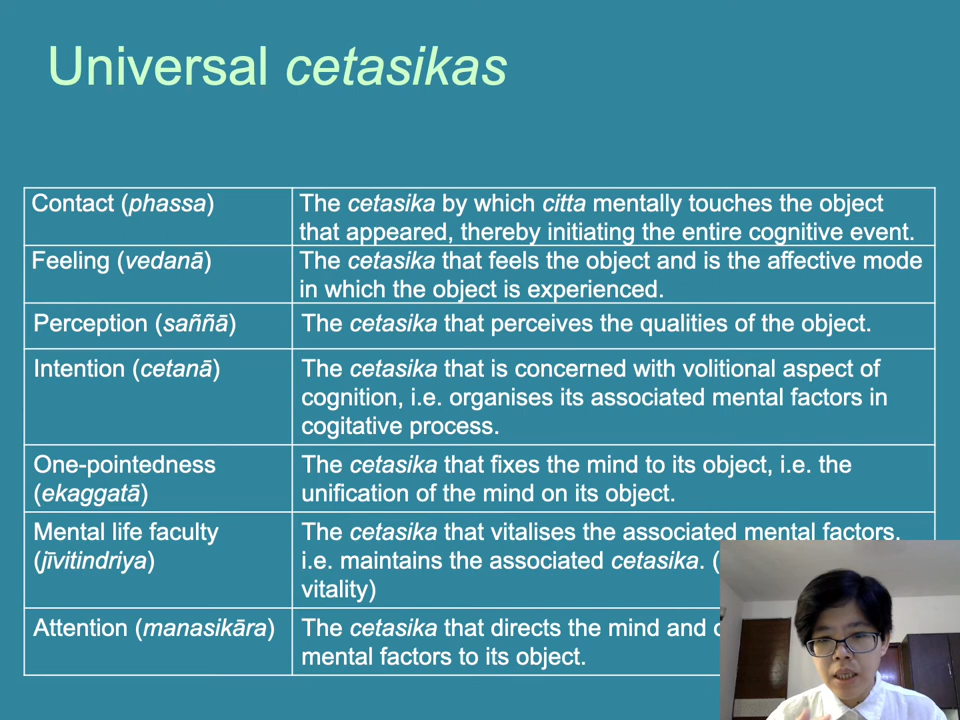 Universal cetasikas
Contact (phassa)
The cetasika by which citta mentally touches the object
that appeared, thereby initiating the entire cognitive event.
Feeling (vedanā)
The cetasika that feels the object and is the affective mode
in which the object is experienced.
Perception (saññā)
The cetasika that perceives the qualities of the object.
Intention (cetanā)
The cetasika that is concerned with volitional aspect of
cognition, i.e. organises its associated mental factors in
cogitative process.
One-pointedness
(ekaggatā)
The cetasika that fixes the mind to its object, i.e. the
unification of the mind on its object.
Mental life faculty
(jīvitindriya)
The cetasika that vitalises the associated mental factors,
i.e. maintains the associated cetasika. (
vitality)
Attention (manasikāra)
The cetasika that directs the mind and
mental factors to its object.